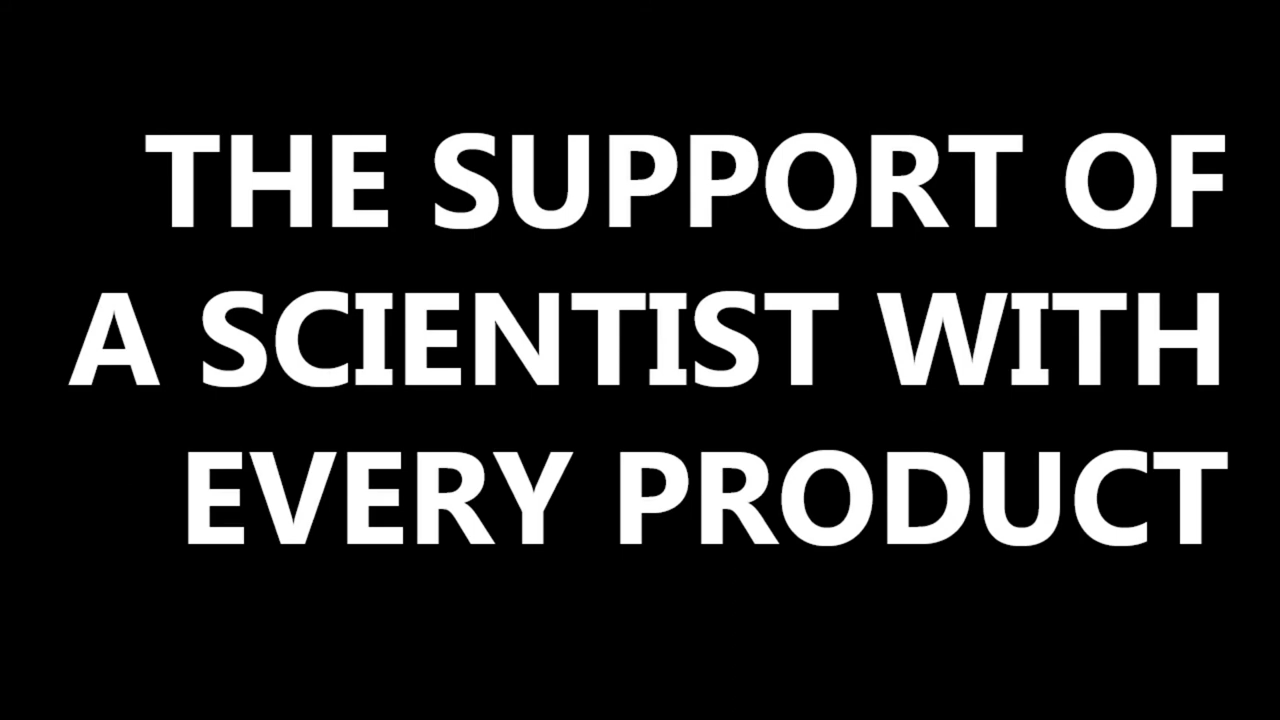 THE SUPPORT OF
A SCIENTIST WITH
EVERY PRODUCT